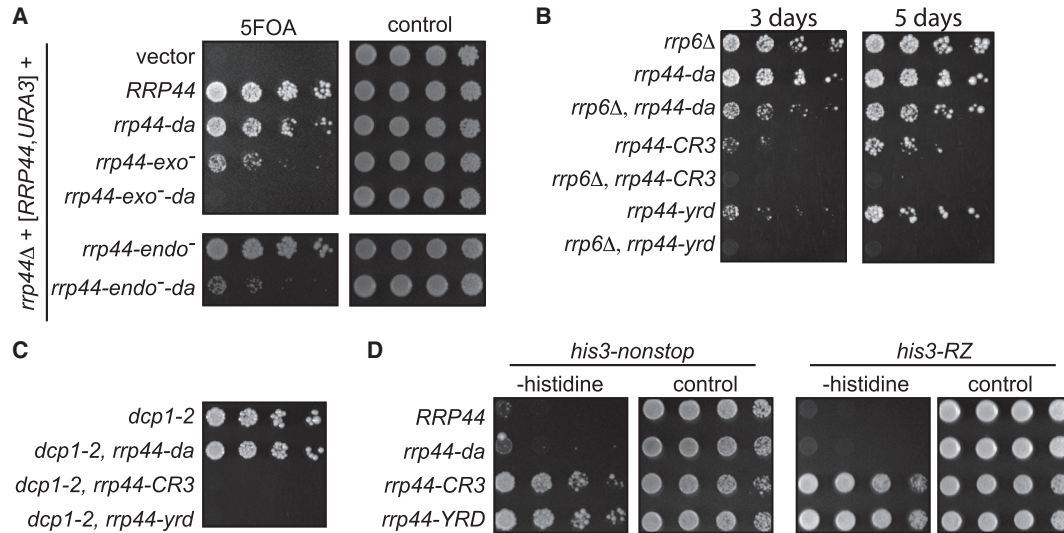 A
5FOA
control
rrp44Δ + [RRP44,URA3] +
vector
RRP44
rrp44-da
rrp44-exo⁻
rrp44-exo⁻-da
rrp44-endo⁻
rrp44-endo⁻-da
B
3 days
5 days
rrp6Δ
rrp44-da
rrp6Δ, rrp44-da
rrp44-CR3
rrp6Δ, rrp44-CR3
rrp44-yrd
rrp6Δ, rrp44-yrd
C
dcp1-2
dcp1-2, rrp44-da
dcp1-2, rrp44-CR3
dcp1-2, rrp44-yrd
D
his3-nonstop
his3-RZ
-histidine
control
-histidine
control
RRP44
rrp44-da
rrp44-CR3
rrp44-YRD